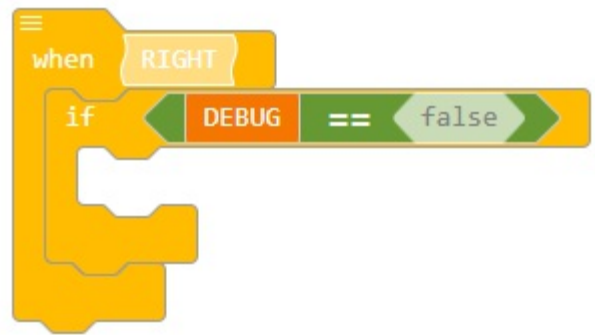 when RIGHT
if DEBUG == false